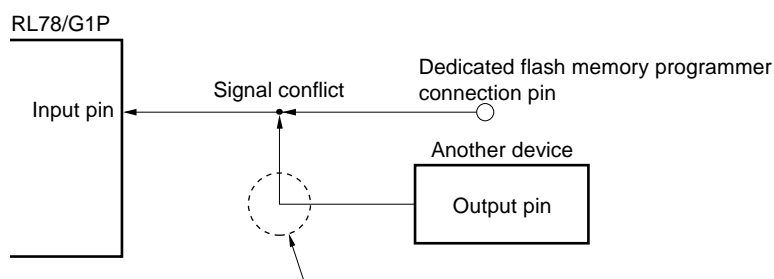 RL78/G1P
Dedicated flash memory programmer
connection pin
Signal conflict
Input pin
Another device
Output pin